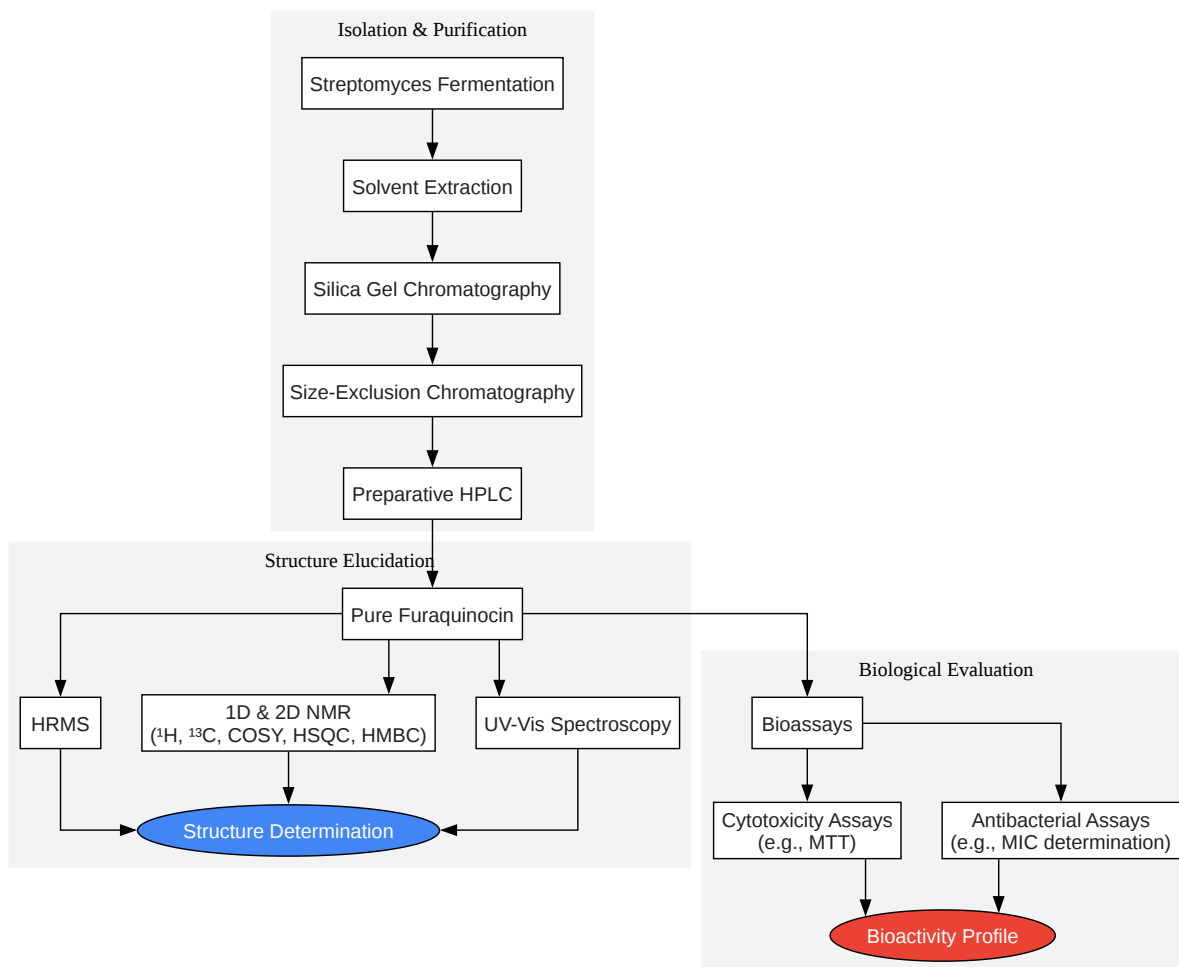 Isolation & Purification
Streptomyces Fermentation
Solvent Extraction
Silica Gel Chromatography
Size-Exclusion Chromatography
Preparative HPLC
Structure Elucidation
Pure Furaquinocin
HRMS
1D & 2D NMR
(¹H, ¹³C, COSY, HSQC, HMBC)
UV-Vis Spectroscopy
Structure Determination
Biological Evaluation
Bioassays
Cytotoxicity Assays
(e.g., MTT)
Antibacterial Assays
(e.g., MIC determination)
Bioactivity Profile